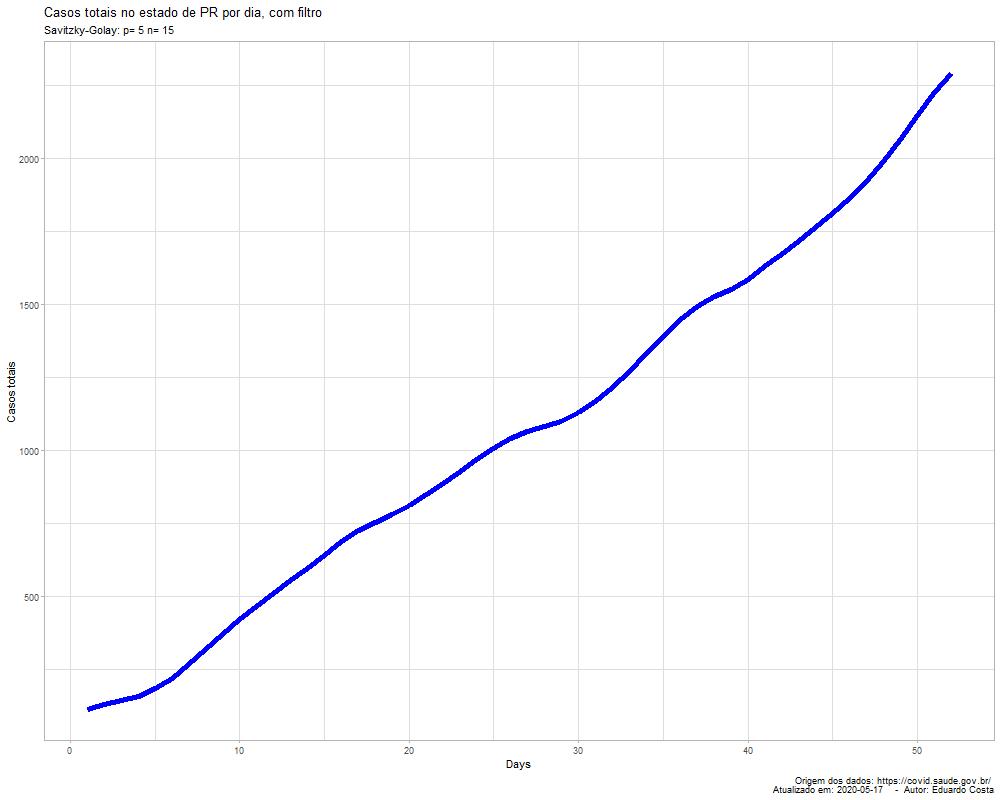 Casos totais no estado de PR por dia, com filtro
Savitzky-Golay: p= 5 n= 15
Casos totais
2000
1500
1000
500
0 10 20 30 40 50
Days
Origem dos dados: https://covid.saude.gov.br/
Atualizado em: 2020-05-17 - Autor: Eduardo Costa